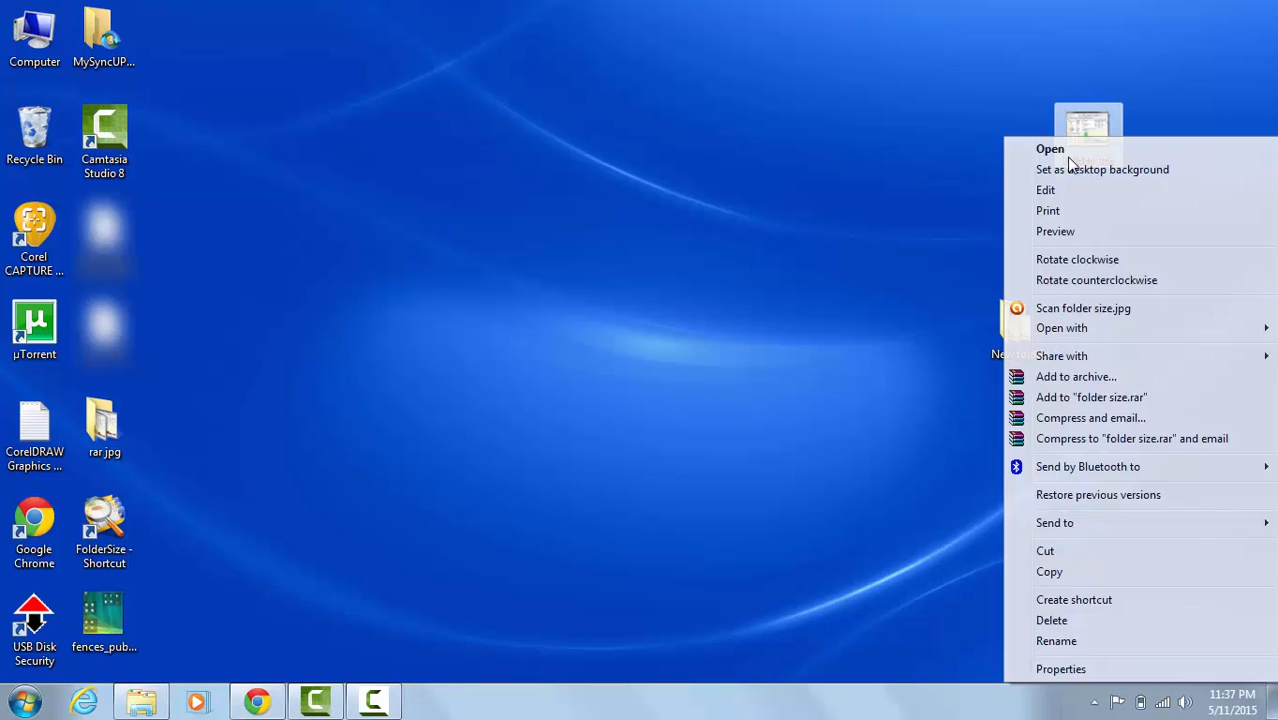 Computer
MySyncUP...
Recycle Bin
Camtasia
Studio 8
Corel
CAPTURE ...
µ
µTorrent
CorelDRAW
Graphics ...
rar jpg
Google
Chrome
FolderSize -
Shortcut
USB Disk
Security
fences_pub...
Open
Set as desktop background
Edit
Print
Preview
Rotate clockwise
Rotate counterclockwise
Scan folder size.jpg
Open with
Share with
Add to archive...
Add to "folder size.rar"
Compress and email...
Compress to "folder size.rar" and email
Send by Bluetooth to
Restore previous versions
Send to
Cut
Copy
Create shortcut
Delete
Rename
Properties
11:37 PM
5/11/2015